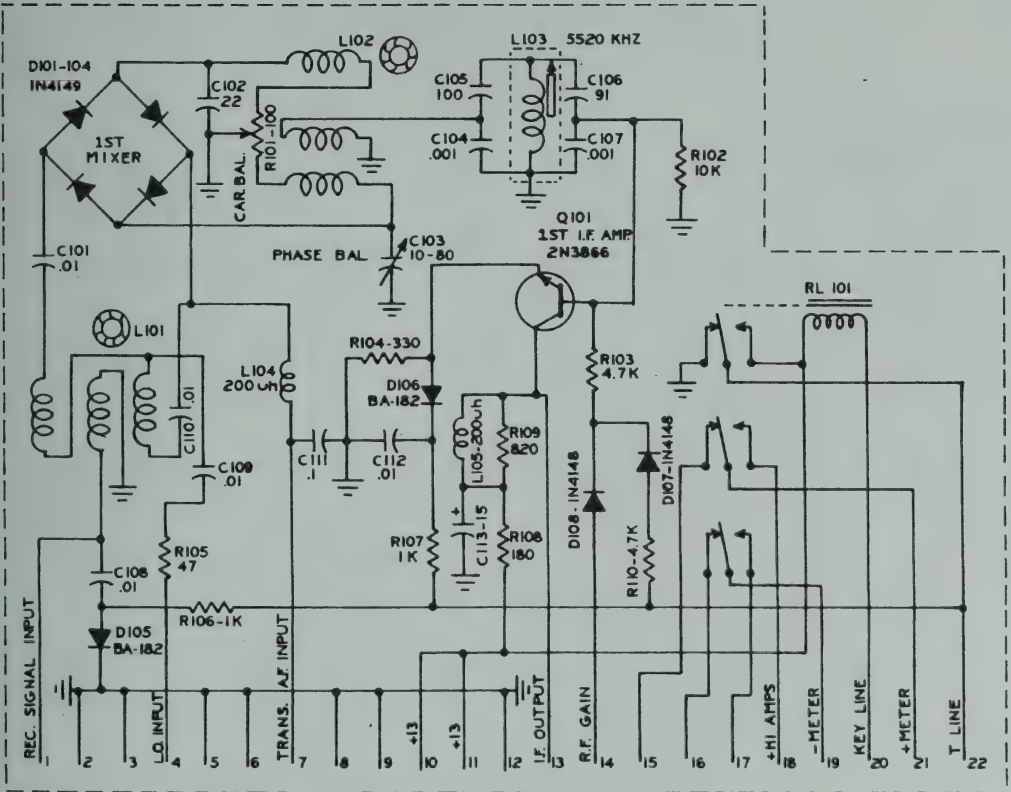 L102
L103 5520 KHZ
D101-104
1N4149
C102
22
C105
100
C106
91
1ST
MIXER
R101-100
CAR. BAL.
C104
.001
C107
.001
R102
10K
Q101
1ST I.F. AMP.
2N3866
C101
.01
PHASE BAL
C103
10-80
RL 101
L101
R104-330
L104
200uh
R103
4.7K
D106
BA-182
C110
.01
L105-200uh
R109
820
C111
.1
C112
.01
D107-1N4148
C109
.01
D108-1N4148
+
C113-15
R107
1K
R108
180
R105
47
R110-4.7K
C108
.01
R106-1K
D105
BA-182
REC. SIGNAL INPUT
L.O. INPUT
TRANS. A.F. INPUT
+13
+13
I.F. OUTPUT
R.F. GAIN
+HI AMPS
-METER
KEY LINE
+METER
T LINE
1 2 3 4 5 6 7 8 9 10 11 12 13 14 15 16 17 18 19 20 21 22